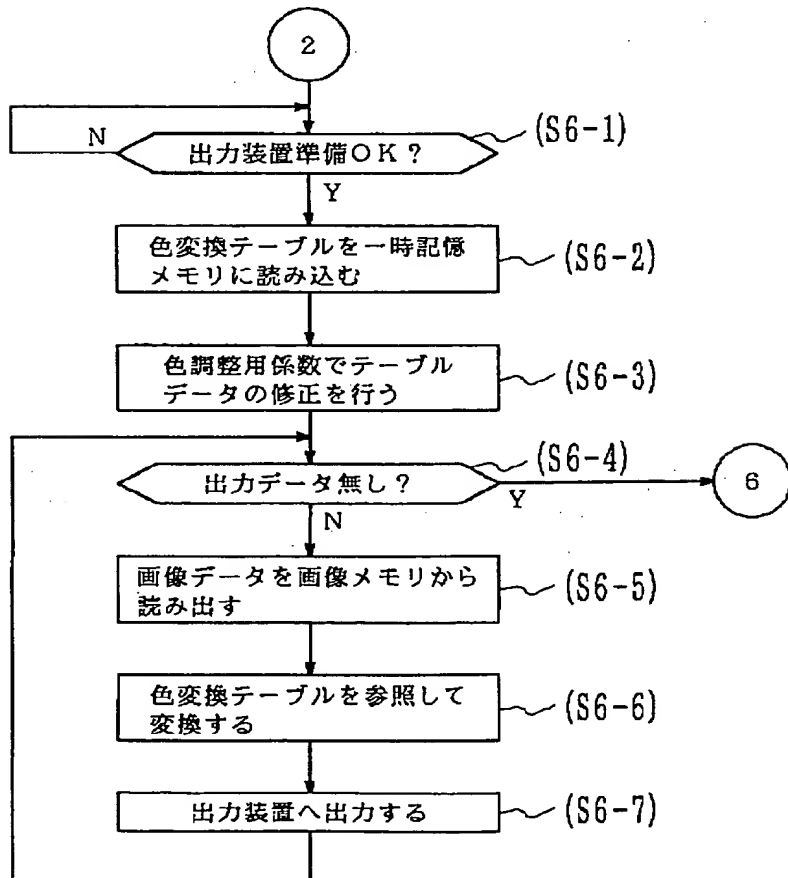 2
N
出力装置準備OK?
(S6-1)
Y
色変換テーブルを一時記憶
メモリに読み込む
(S6-2)
色調整用係数でテーブル
データの修正を行う
(S6-3)
出力データ無し?
(S6-4)
Y
6
N
画像データを画像メモリから
読み出す
(S6-5)
色変換テーブルを参照して
変換する
(S6-6)
出力装置へ出力する
(S6-7)